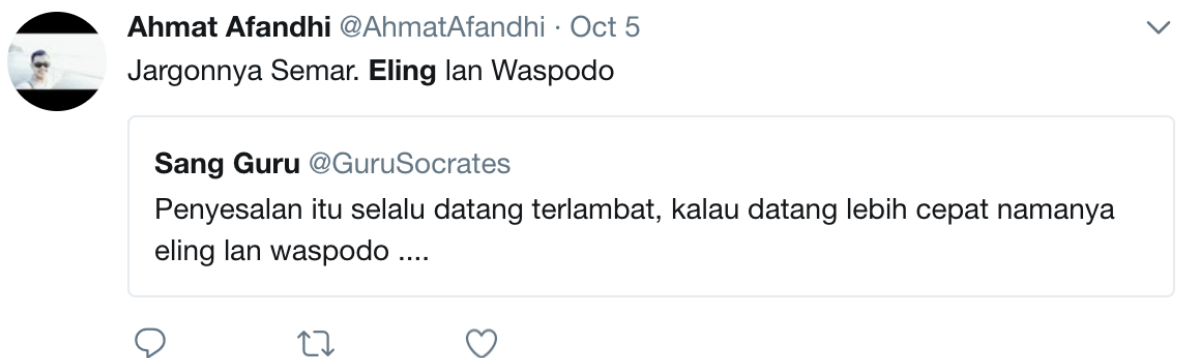 Ahmat Afandhi @AhmatAfandhi · Oct 5
Jargonnya Semar. Eling lan Waspodo
Sang Guru @GuruSocrates
Penyesalan itu selalu datang terlambat, kalau datang lebih cepat namanya
eling lan waspodo ....